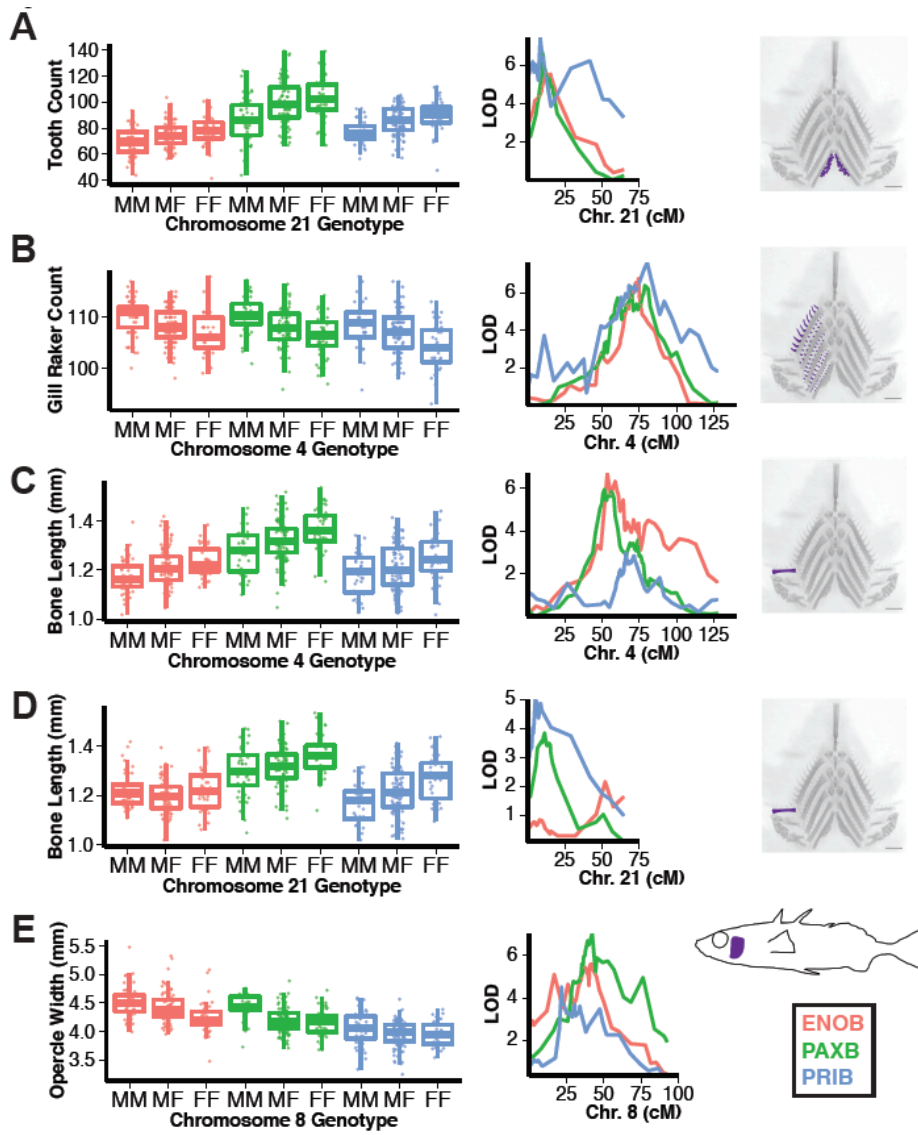 A
Tooth Count
140
120
100
80
60
40
MM MF FF MM MF FF MM MF FF
Chromosome 21 Genotype
LOD
6
4
2
25 50 75
Chr. 21 (cM)
B
Gill Raker Count
110
100
MM MF FF MM MF FF MM MF FF
Chromosome 4 Genotype
LOD
6
4
2
25 50 75 100 125
Chr. 4 (cM)
C
Bone Length (mm)
1.4
1.2
1.0
MM MF FF MM MF FF MM MF FF
Chromosome 4 Genotype
LOD
6
4
2
25 50 75 100 125
Chr. 4 (cM)
D
Bone Length (mm)
1.4
1.2
1.0
MM MF FF MM MF FF MM MF FF
Chromosome 21 Genotype
LOD
5
4
3
2
1
25 50 75
Chr. 21 (cM)
E
Opercle Width (mm)
5.5
5.0
4.5
4.0
3.5
MM MF FF MM MF FF MM MF FF
Chromosome 8 Genotype
LOD
6
4
2
25 50 75 100
Chr. 8 (cM)
ENOB
PAXB
PRIB